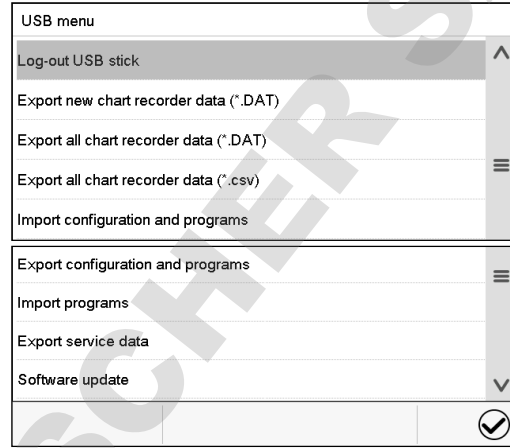 USB menu
Log-out USB stick
Export new chart recorder data (*.DAT)
Export all chart recorder data (*.DAT)
Export all chart recorder data (*.csv)
Import configuration and programs
Export configuration and programs
Import programs
Export service data
Software update